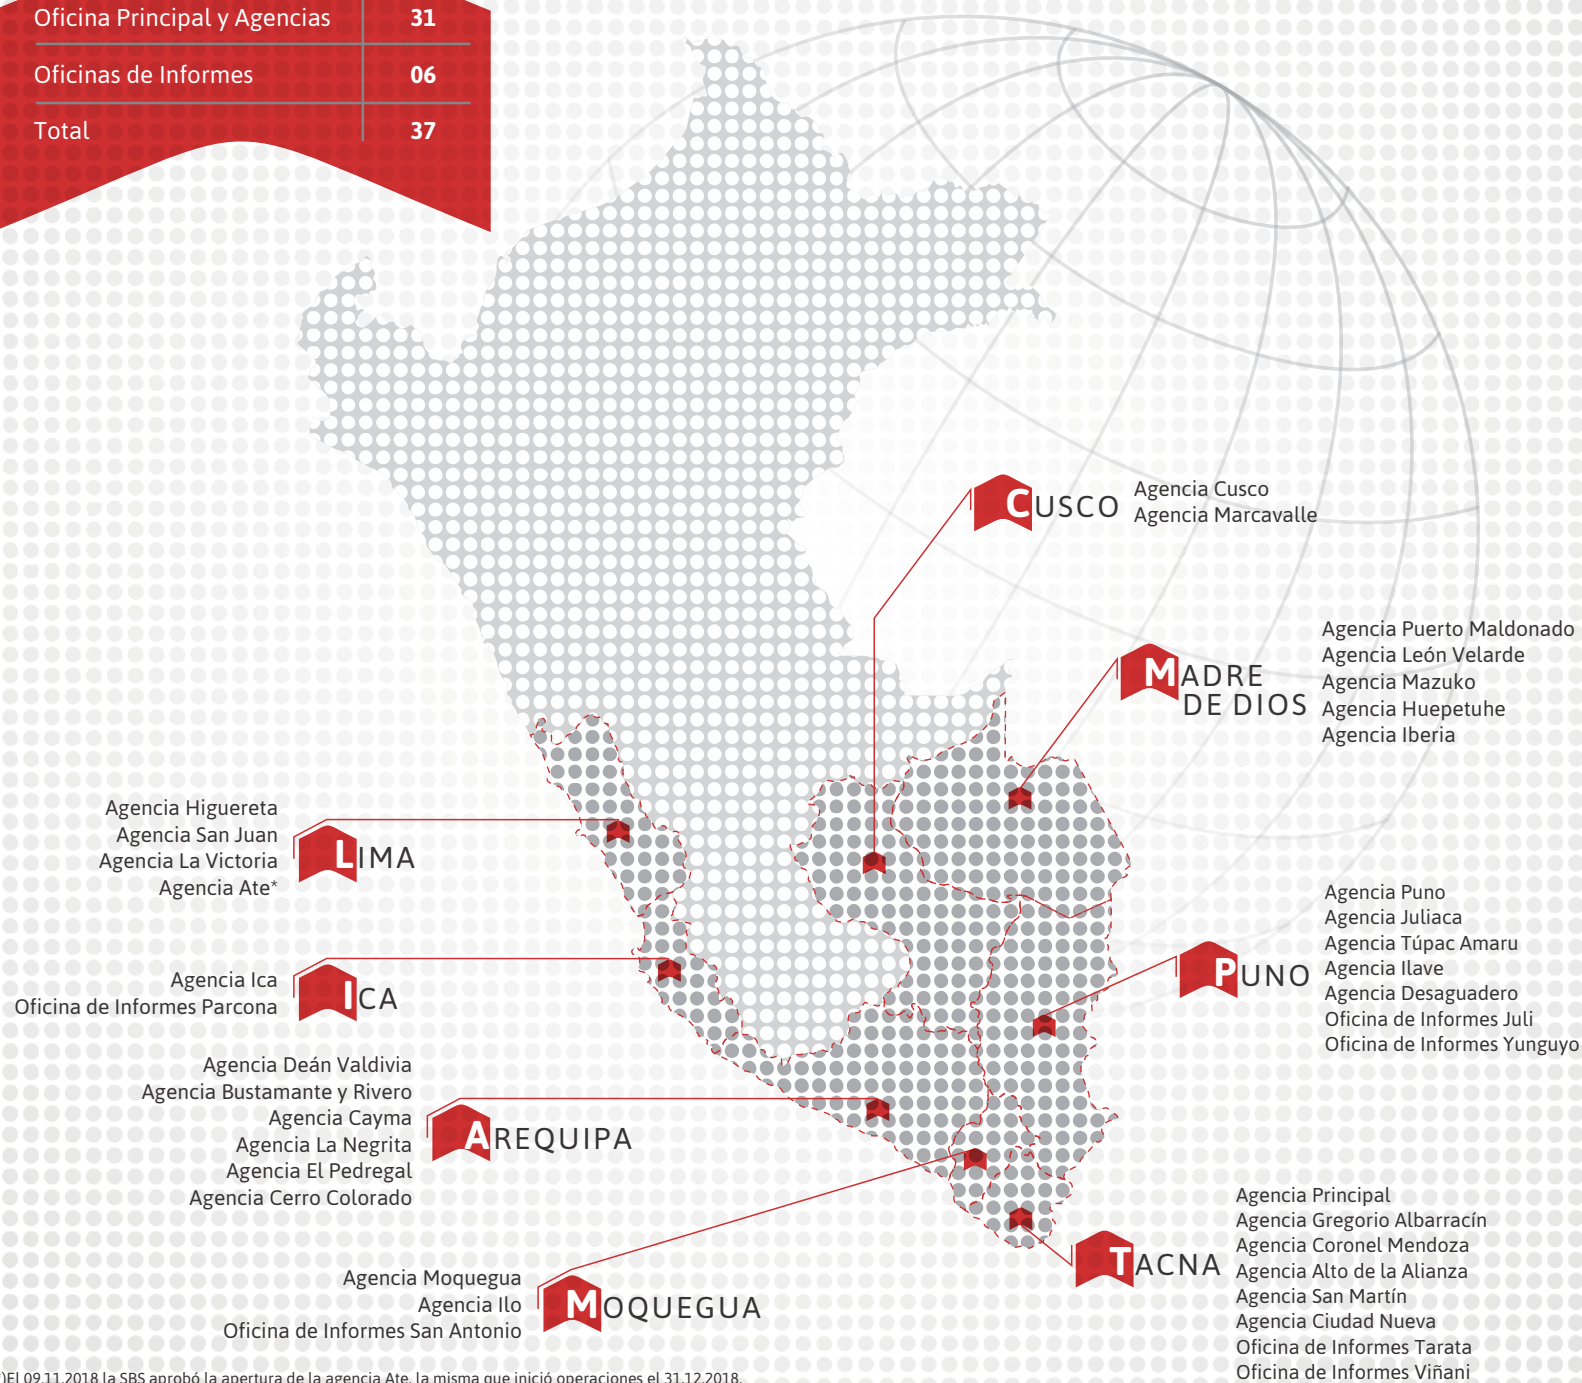 Oficina Principal y Agencias 31
Oficinas de Informes 06
Total 37
CUSCO
Agencia Cusco
Agencia Marcavalle
MADRE
DE DIOS
Agencia Puerto Maldonado
Agencia León Velarde
Agencia Mazuko
Agencia Huepetuhe
Agencia Iberia
Agencia Higuereta
Agencia San Juan
Agencia La Victoria
Agencia Ate*
LIMA
Agencia Puno
Agencia Juliaca
Agencia Túpac Amaru
Agencia Ilave
Agencia Desaguadero
Oficina de Informes Juli
Oficina de Informes Yunguyo
PUNO
Agencia Ica
Oficina de Informes Parcona
ICA
Agencia Deán Valdivia
Agencia Bustamante y Rivero
Agencia Cayma
Agencia La Negrita
Agencia El Pedregal
Agencia Cerro Colorado
AREQUIPA
Agencia Principal
Agencia Gregorio Albarracín
Agencia Coronel Mendoza
Agencia Alto de la Alianza
Agencia San Martín
Agencia Ciudad Nueva
Oficina de Informes Tarata
Oficina de Informes Viñani
TACNA
Agencia Moquegua
Agencia Ilo
Oficina de Informes San Antonio
MOQUEGUA
)El 09.11.2018 la SBS aprobó la apertura de la agencia Ate, la misma que inició operaciones el 31.12.2018.